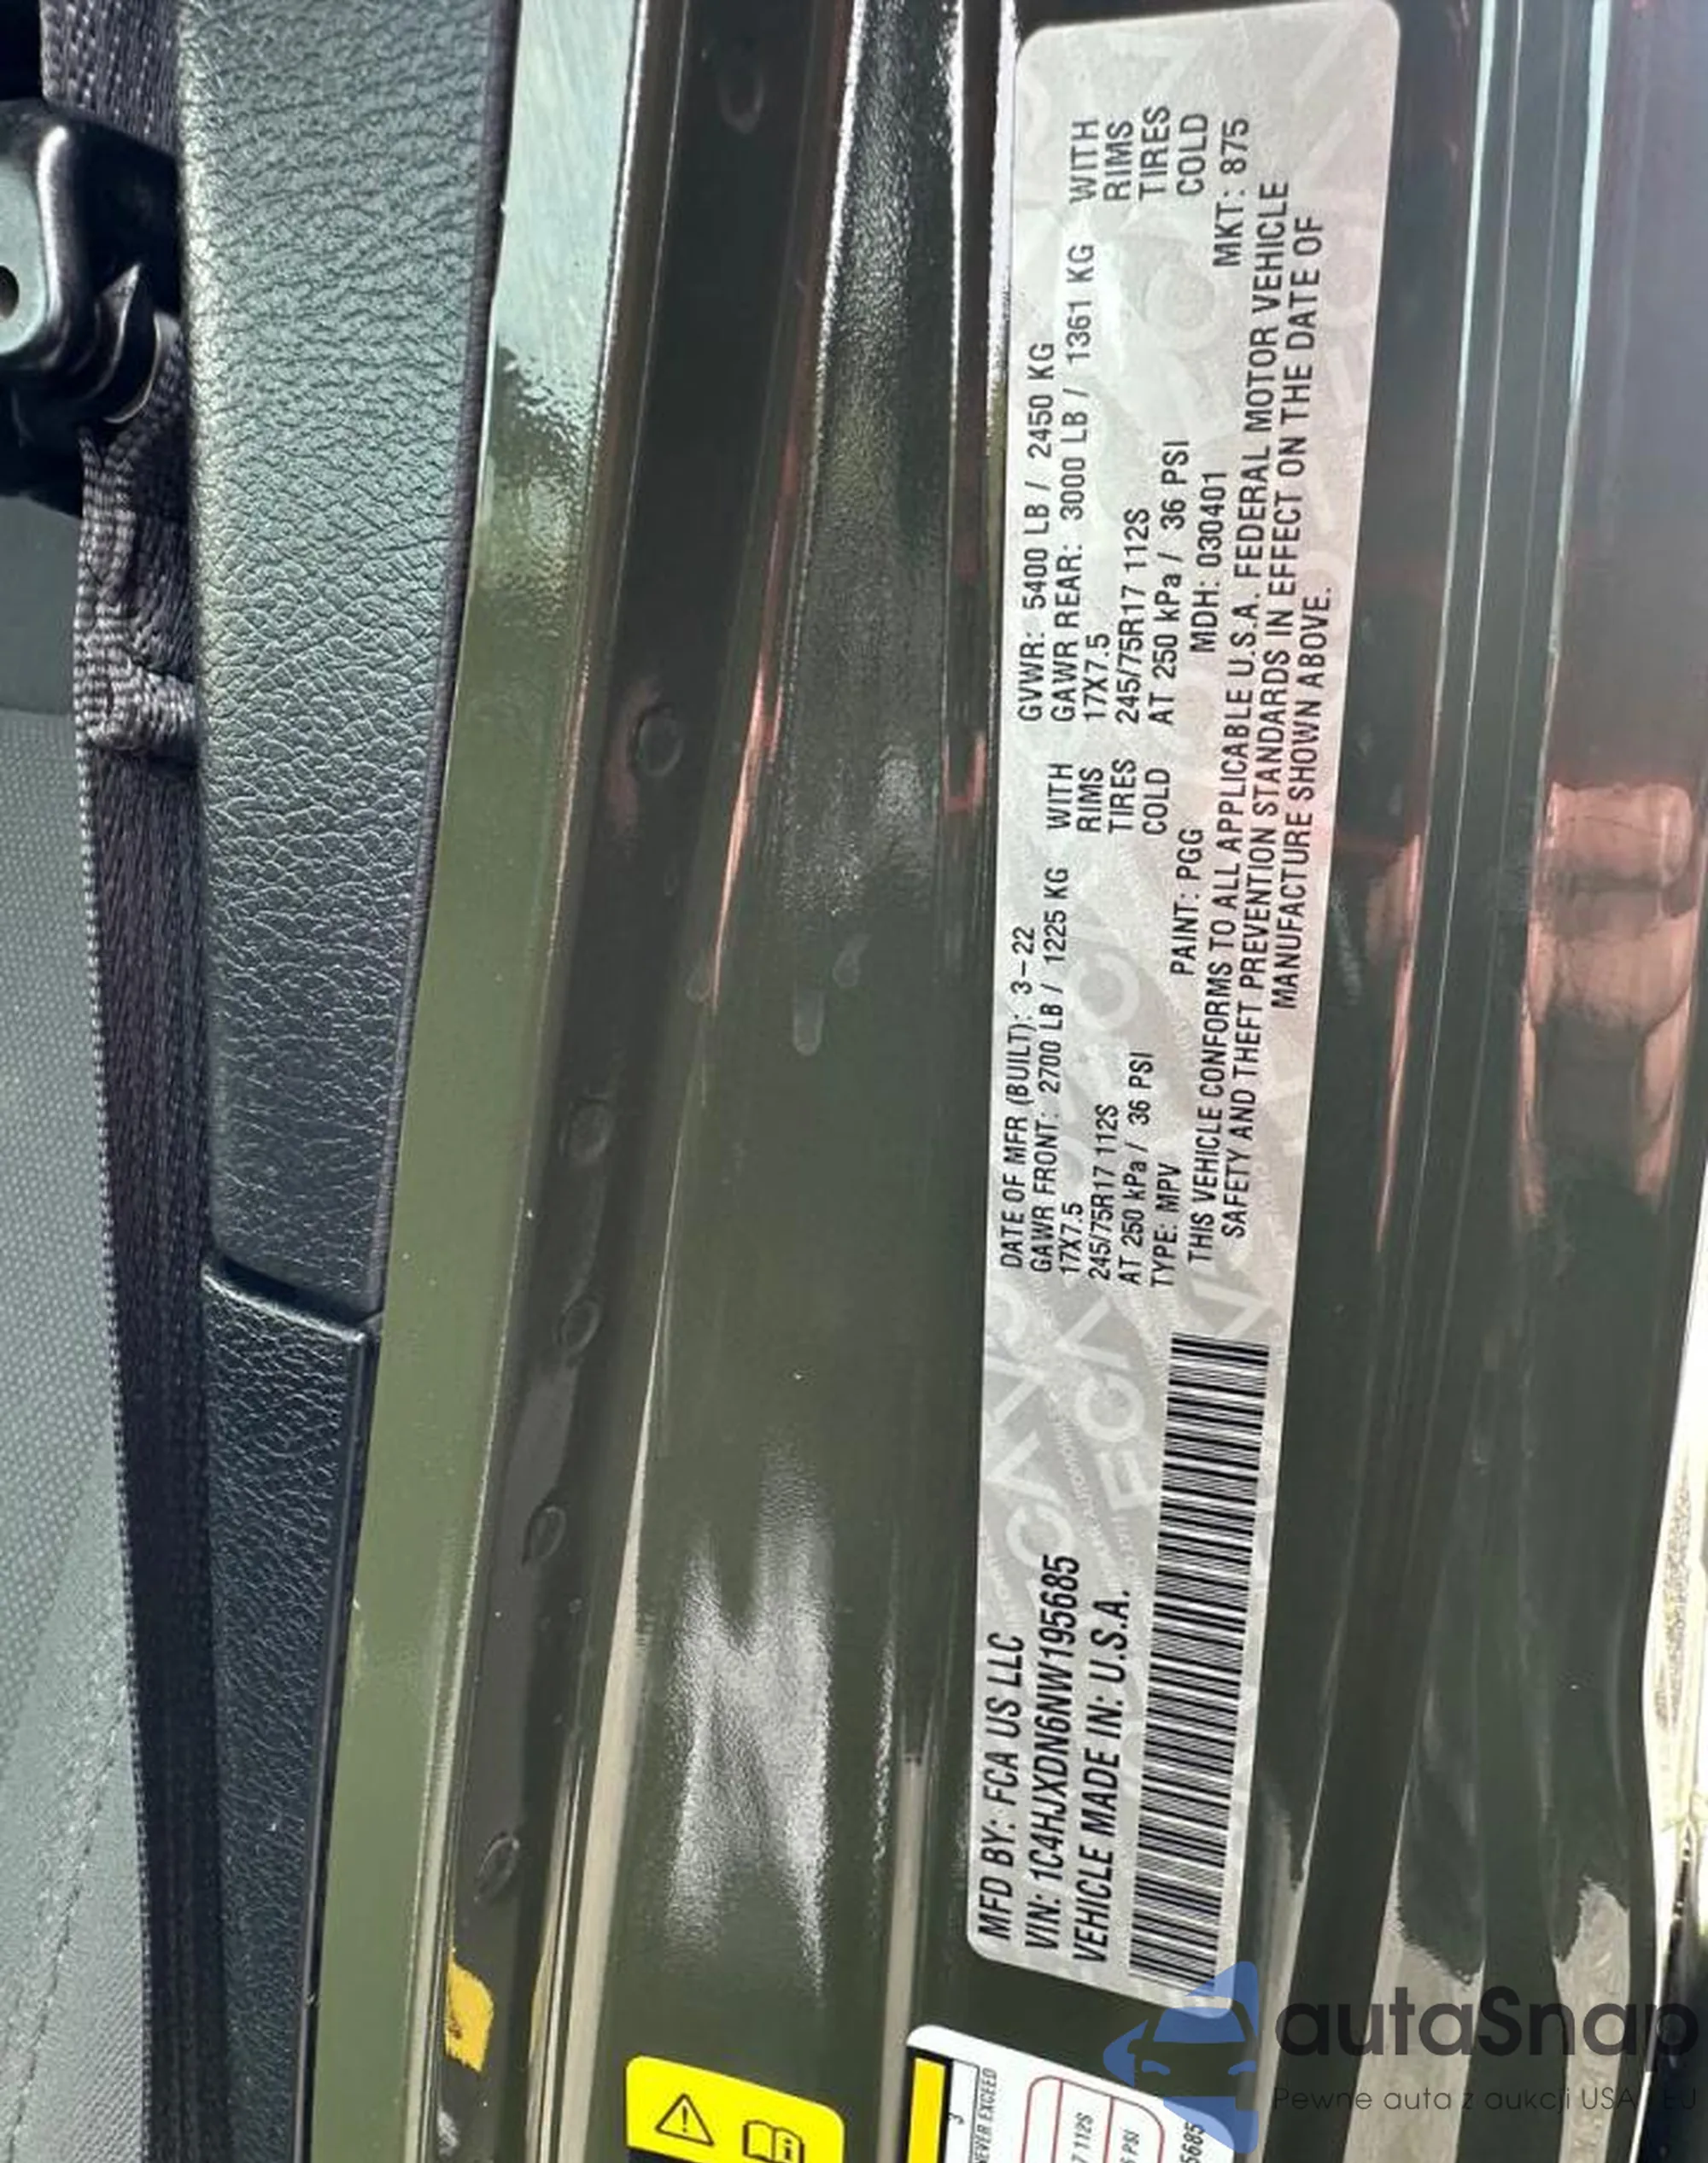 MFD BY: FCA US LLC
VIN: 1C4HJXDN6NW195685
VEHICLE MADE IN: U.S.A.
DATE OF MFR (BUILT): 3-22 GVWR: 5400 LB / 2450 KG
GAWR FRONT: 2700 LB / 1225 KG WITH GAWR REAR: 3000 LB / 1361 KG WITH
17X7.5 RIMS 17X7.5 RIMS
245/75R17 112S TIRES 245/75R17 112S TIRES
AT 250 kPa / 36 PSI COLD AT 250 kPa / 36 PSI COLD
TYPE: MPV PAINT: PGG MDH: 030401 MKT: 875
THIS VEHICLE CONFORMS TO ALL APPLICABLE U.S.A. FEDERAL MOTOR VEHICLE
SAFETY AND THEFT PREVENTION STANDARDS IN EFFECT ON THE DATE OF
MANUFACTURE SHOWN ABOVE.
EXCEED
112S
PSI
5685
autaSnap
Pewne auta z aukcji USA